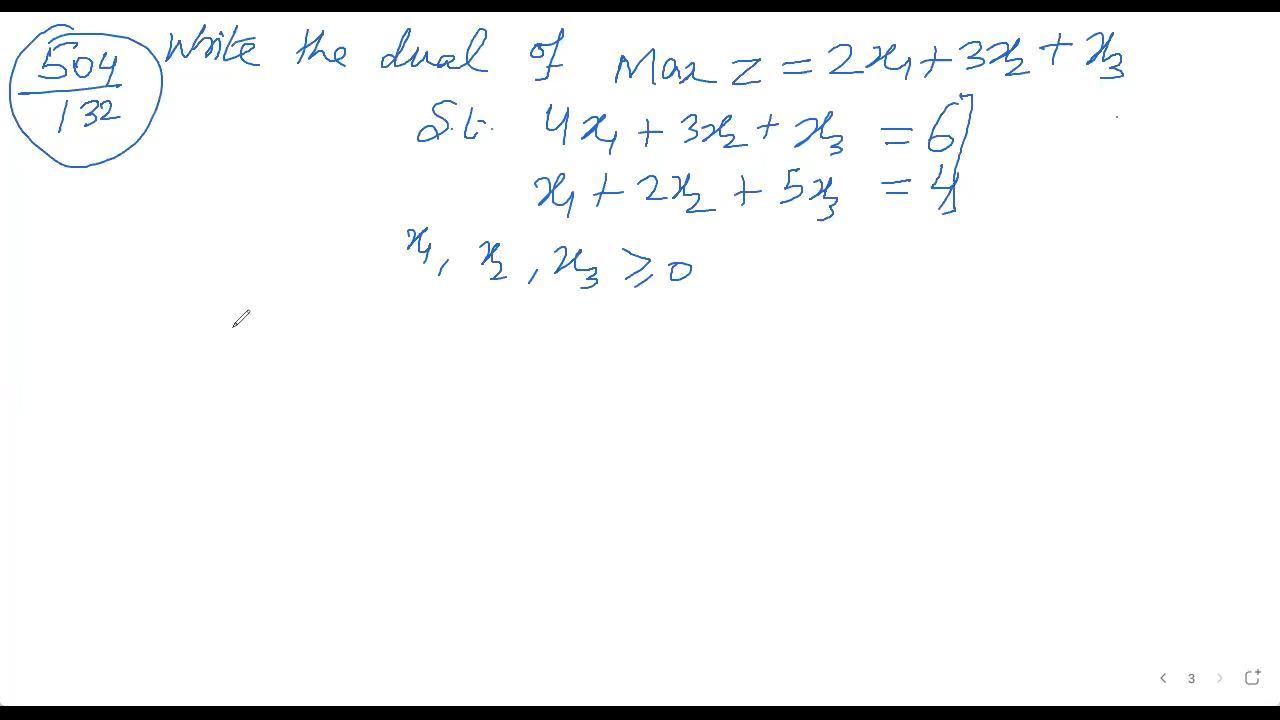 504
132
Write the dual of Max Z = 2x₁ + 3x₂ + x₃
S.t. 4x₁ + 3x₂ + x₃ = 6
x₁ + 2x₂ + 5x₃ = 4
x₁, x₂, x₃ ⩾ 0
< 3 >